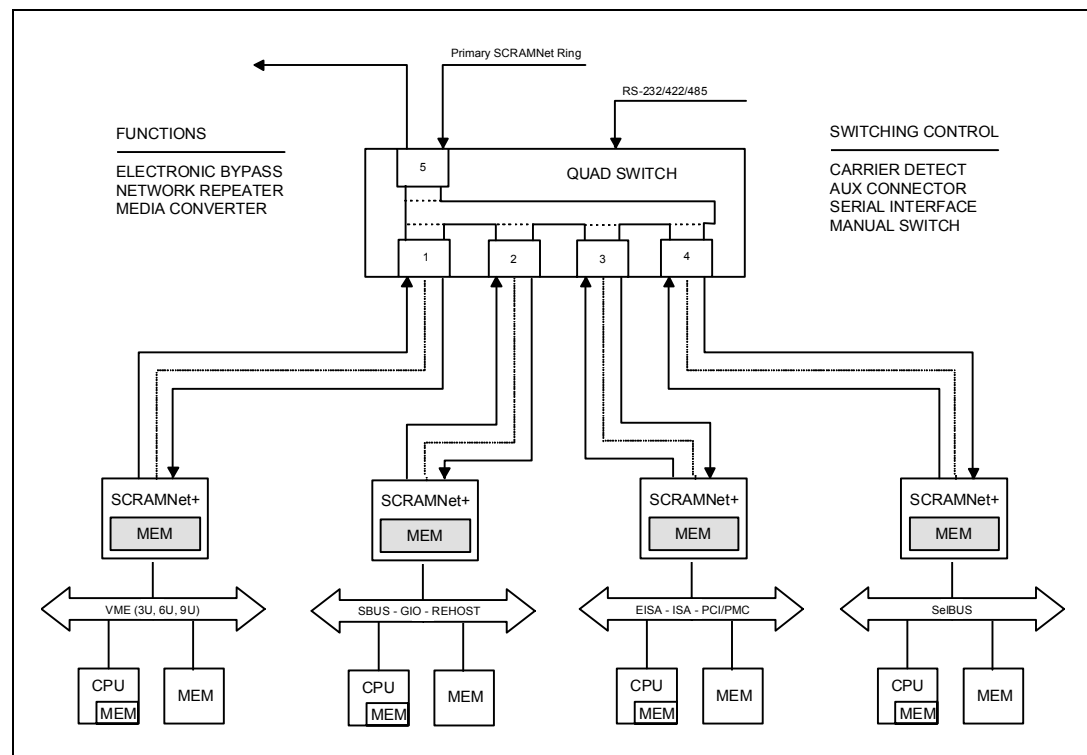 Primary SCRAMNet Ring
RS-232/422/485
FUNCTIONS
ELECTRONIC BYPASS
NETWORK REPEATER
MEDIA CONVERTER
SWITCHING CONTROL
CARRIER DETECT
AUX CONNECTOR
SERIAL INTERFACE
MANUAL SWITCH
5
QUAD SWITCH
1
2
3
4
SCRAMNet+
MEM
SCRAMNet+
MEM
SCRAMNet+
MEM
SCRAMNet+
MEM
VME (3U, 6U, 9U)
SBUS - GIO - REHOST
EISA - ISA - PCI/PMC
SelBUS
CPU
MEM
MEM
CPU
MEM
MEM
CPU
MEM
MEM
CPU
MEM
MEM